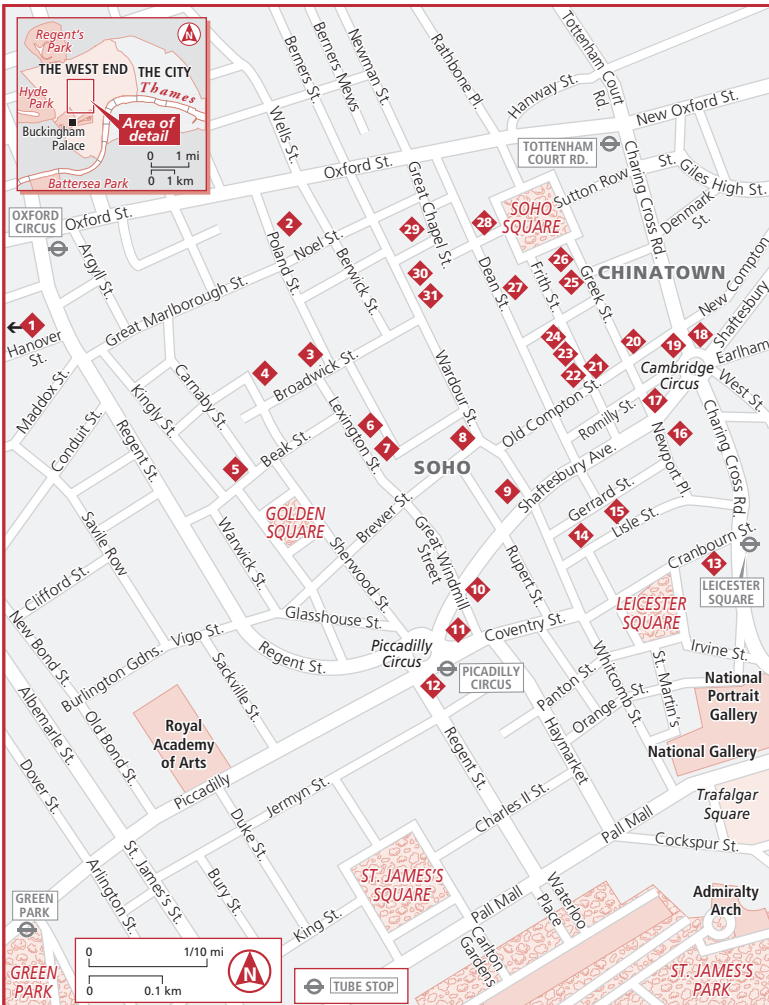 Regent's
Park
THE WEST END
THE CITY
Thames
Hyde
Park
Buckingham
Palace
Area of
detail
0 1 mi
0 1 km
Battersea Park
N
Tottenham
Court
Rd.
Berners St.
Berners Mews
Newman St.
Rathbone Pl.
Hanway St.
New Oxford St.
Wells St.
TOTTENHAM
COURT RD.
Oxford St.
Great Chapel St.
Charing Cross Rd.
Sutton Row
St.
Giles High St.
Denmark
St.
SOHO
SQUARE
OXFORD
CIRCUS
Oxford St.
Argyll St.
2
Noel St.
29
28
Poland St.
Berwick St.
Dean St.
Frith St.
26
25
Greek St.
CHINATOWN
30
31
27
New Compton
Shaftesbury
1
Hanover
St.
Great Marlborough St.
24
23
22
21
20
19
18
Earlham
Cambridge
Circus
West St.
3
4
Broadwick St.
Maddox St.
Kingly St.
Carnaby St.
Wardour St.
Old Compton St.
Romilly St.
17
16
Conduit St.
Regent St.
Lexington St.
6
7
8
Beak St.
5
SOHO
9
Shaftesbury Ave.
Newport Pl.
Charing Cross Rd
Gerrard St.
15
Lisle St.
14
GOLDEN
SQUARE
Brewer St.
Savile Row
Warwick St.
Sherwood St.
Great Windmill
Street
Rupert St.
Cranbourn St.
13
LEICESTER
SQUARE
Clifford St.
10
LEICESTER
SQUARE
Glasshouse St.
11
Coventry St.
Piccadilly
Circus
New Bond St.
Burlington Gdns.
Vigo St.
Regent St.
PICADILLY
CIRCUS
12
Panton St.
Whitcomb St.
St. Martin's
Irving St.
Orange St.
National
Portrait
Gallery
Albemarle St.
Old Bond St.
Sackville St.
Royal
Academy
of Arts
Regent St.
Haymarket
National Gallery
Dover St.
Piccadilly
Jermyn St.
Charles II St.
Pall Mall
Trafalgar
Square
Duke St.
Cockspur St.
Arlington St.
St. James's St.
Bury St.
ST. JAMES'S
SQUARE
King St.
Pall Mall
Waterloo
Place
Carlton
Gardens
Admiralty
Arch
GREEN
PARK
GREEN
PARK
0 1/10 mi
0 0.1 km
N
TUBE STOP
ST. JAMES'S
PARK